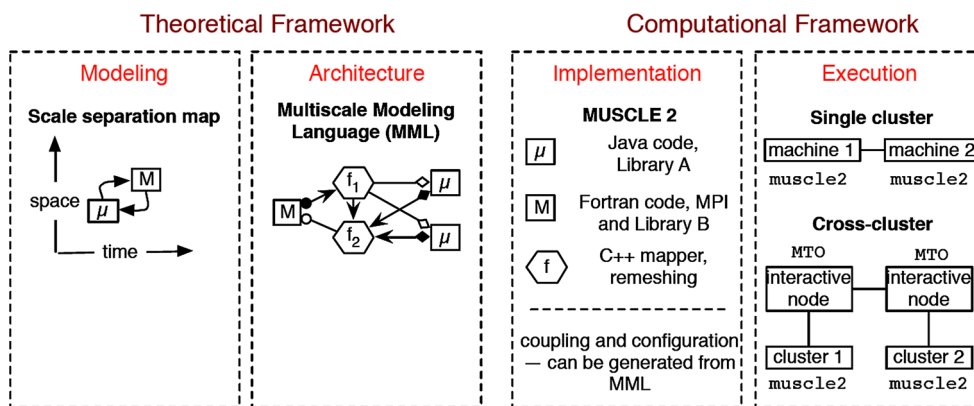 Theoretical Framework
Computational Framework
Modeling
Scale separation map
space
M
μ
time
Architecture
Multiscale Modeling
Language (MML)
f1
μ
M
f2
μ
Implementation
MUSCLE 2
μ
Java code,
Library A
M
Fortran code, MPI
and Library B
f
C++ mapper,
remeshing
coupling and configuration
— can be generated from
MML
Execution
Single cluster
machine 1
machine 2
muscle2
muscle2
Cross-cluster
MTO
MTO
interactive
node
interactive
node
cluster 1
cluster 2
muscle2
muscle2